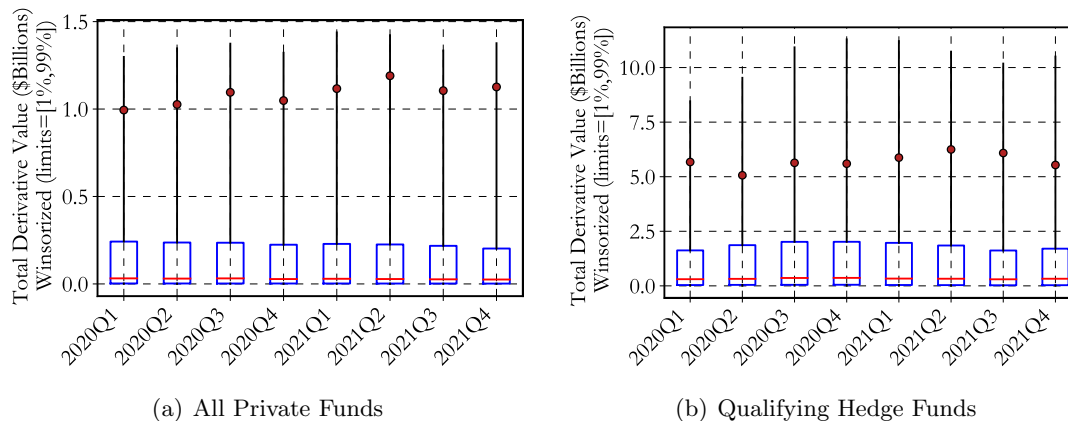 Total Derivative Value ($Billions)
Winsorized (limits=[1%,99%])
1.5
1.0
0.5
0.0
2020Q1
2020Q2
2020Q3
2020Q4
2021Q1
2021Q2
2021Q3
2021Q4
(a) All Private Funds
Total Derivative Value ($Billions)
Winsorized (limits=[1%,99%])
10.0
7.5
5.0
2.5
0.0
2020Q1
2020Q2
2020Q3
2020Q4
2021Q1
2021Q2
2021Q3
2021Q4
(b) Qualifying Hedge Funds